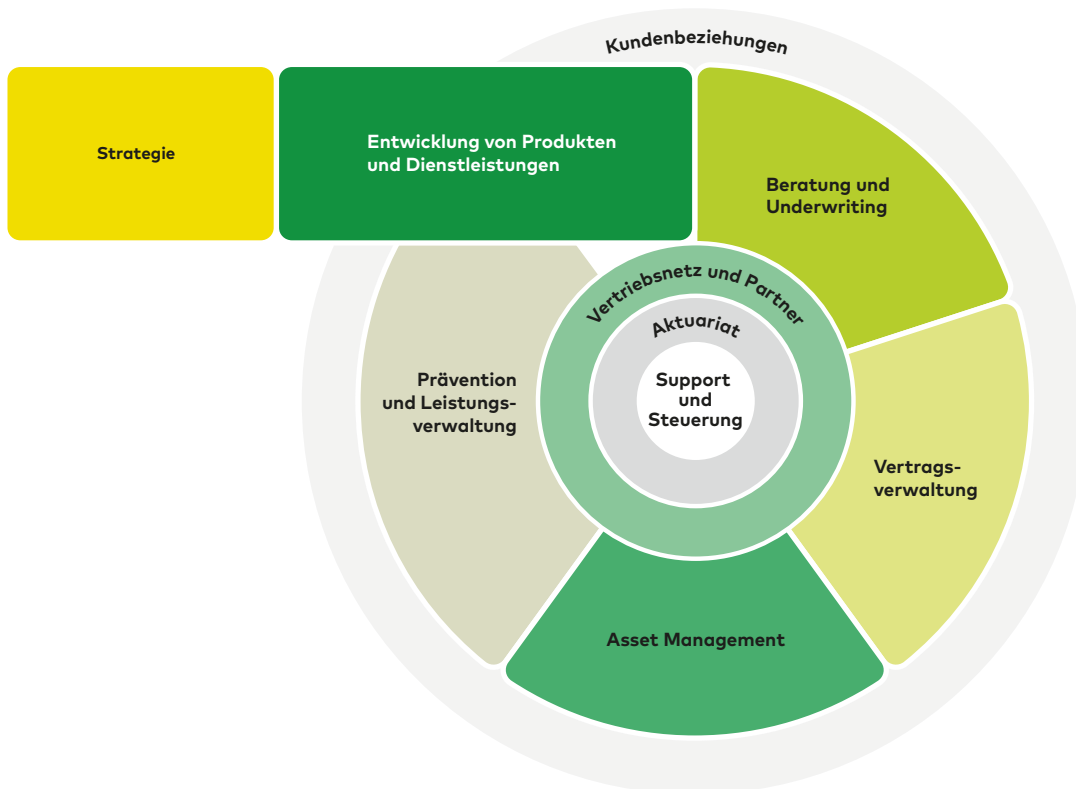 Kundenbeziehungen
Strategie
Entwicklung von Produkten
und Dienstleistungen
Beratung und
Underwriting
Vertriebsnetz und Partner
Aktuariat
Support
und
Steuerung
Prävention
und Leistungs-
verwaltung
Vertrags-
verwaltung
Asset Management